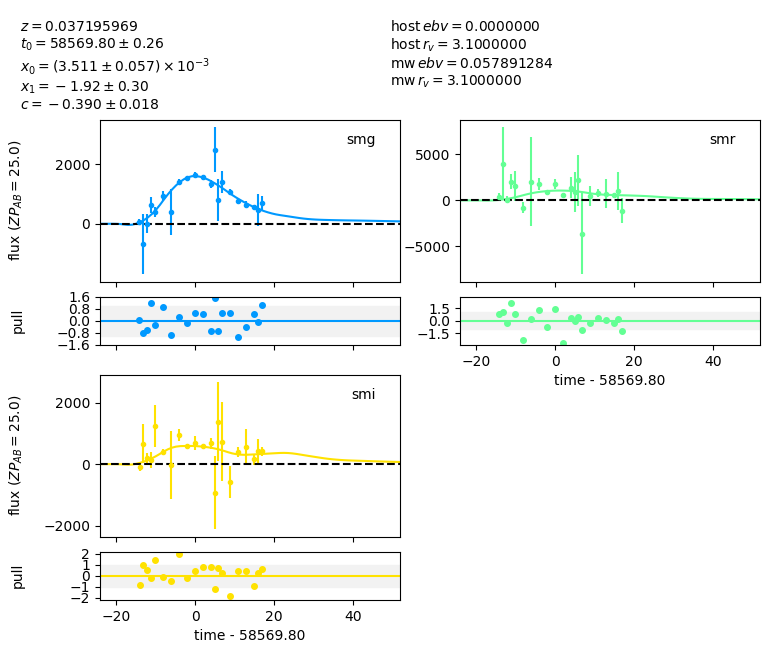 z = 0.037195969
t₀ = 58569.80 ± 0.26
x₀ = (3.511 ± 0.057) × 10⁻³
x₁ = −1.92 ± 0.30
c = −0.390 ± 0.018
host ebv = 0.0000000
host r_v = 3.1000000
mw ebv = 0.057891284
mw r_v = 3.1000000
smg
flux (ZP_AB = 25.0)
2000
0
pull
1.6
0.8
0.0
−0.8
−1.6
smr
5000
0
−5000
1.5
0.0
−1.5
−20
0
20
40
time - 58569.80
smi
flux (ZP_AB = 25.0)
2000
0
−2000
pull
2
1
0
−1
−2
−20
0
20
40
time - 58569.80